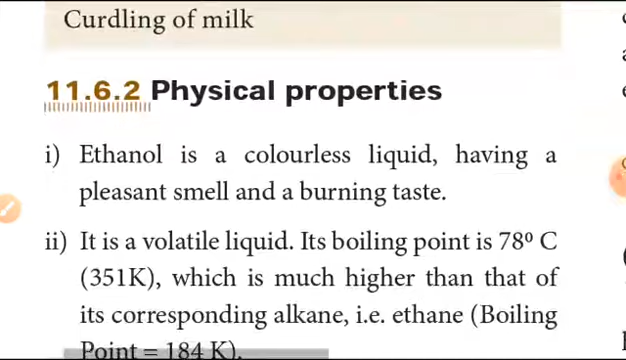 Curdling of milk
11.6.2 Physical properties
i) Ethanol is a colourless liquid, having a
pleasant smell and a burning taste.
ii) It is a volatile liquid. Its boiling point is 78⁰ C
(351K), which is much higher than that of
its corresponding alkane, i.e. ethane (Boiling
Point = 184 K).